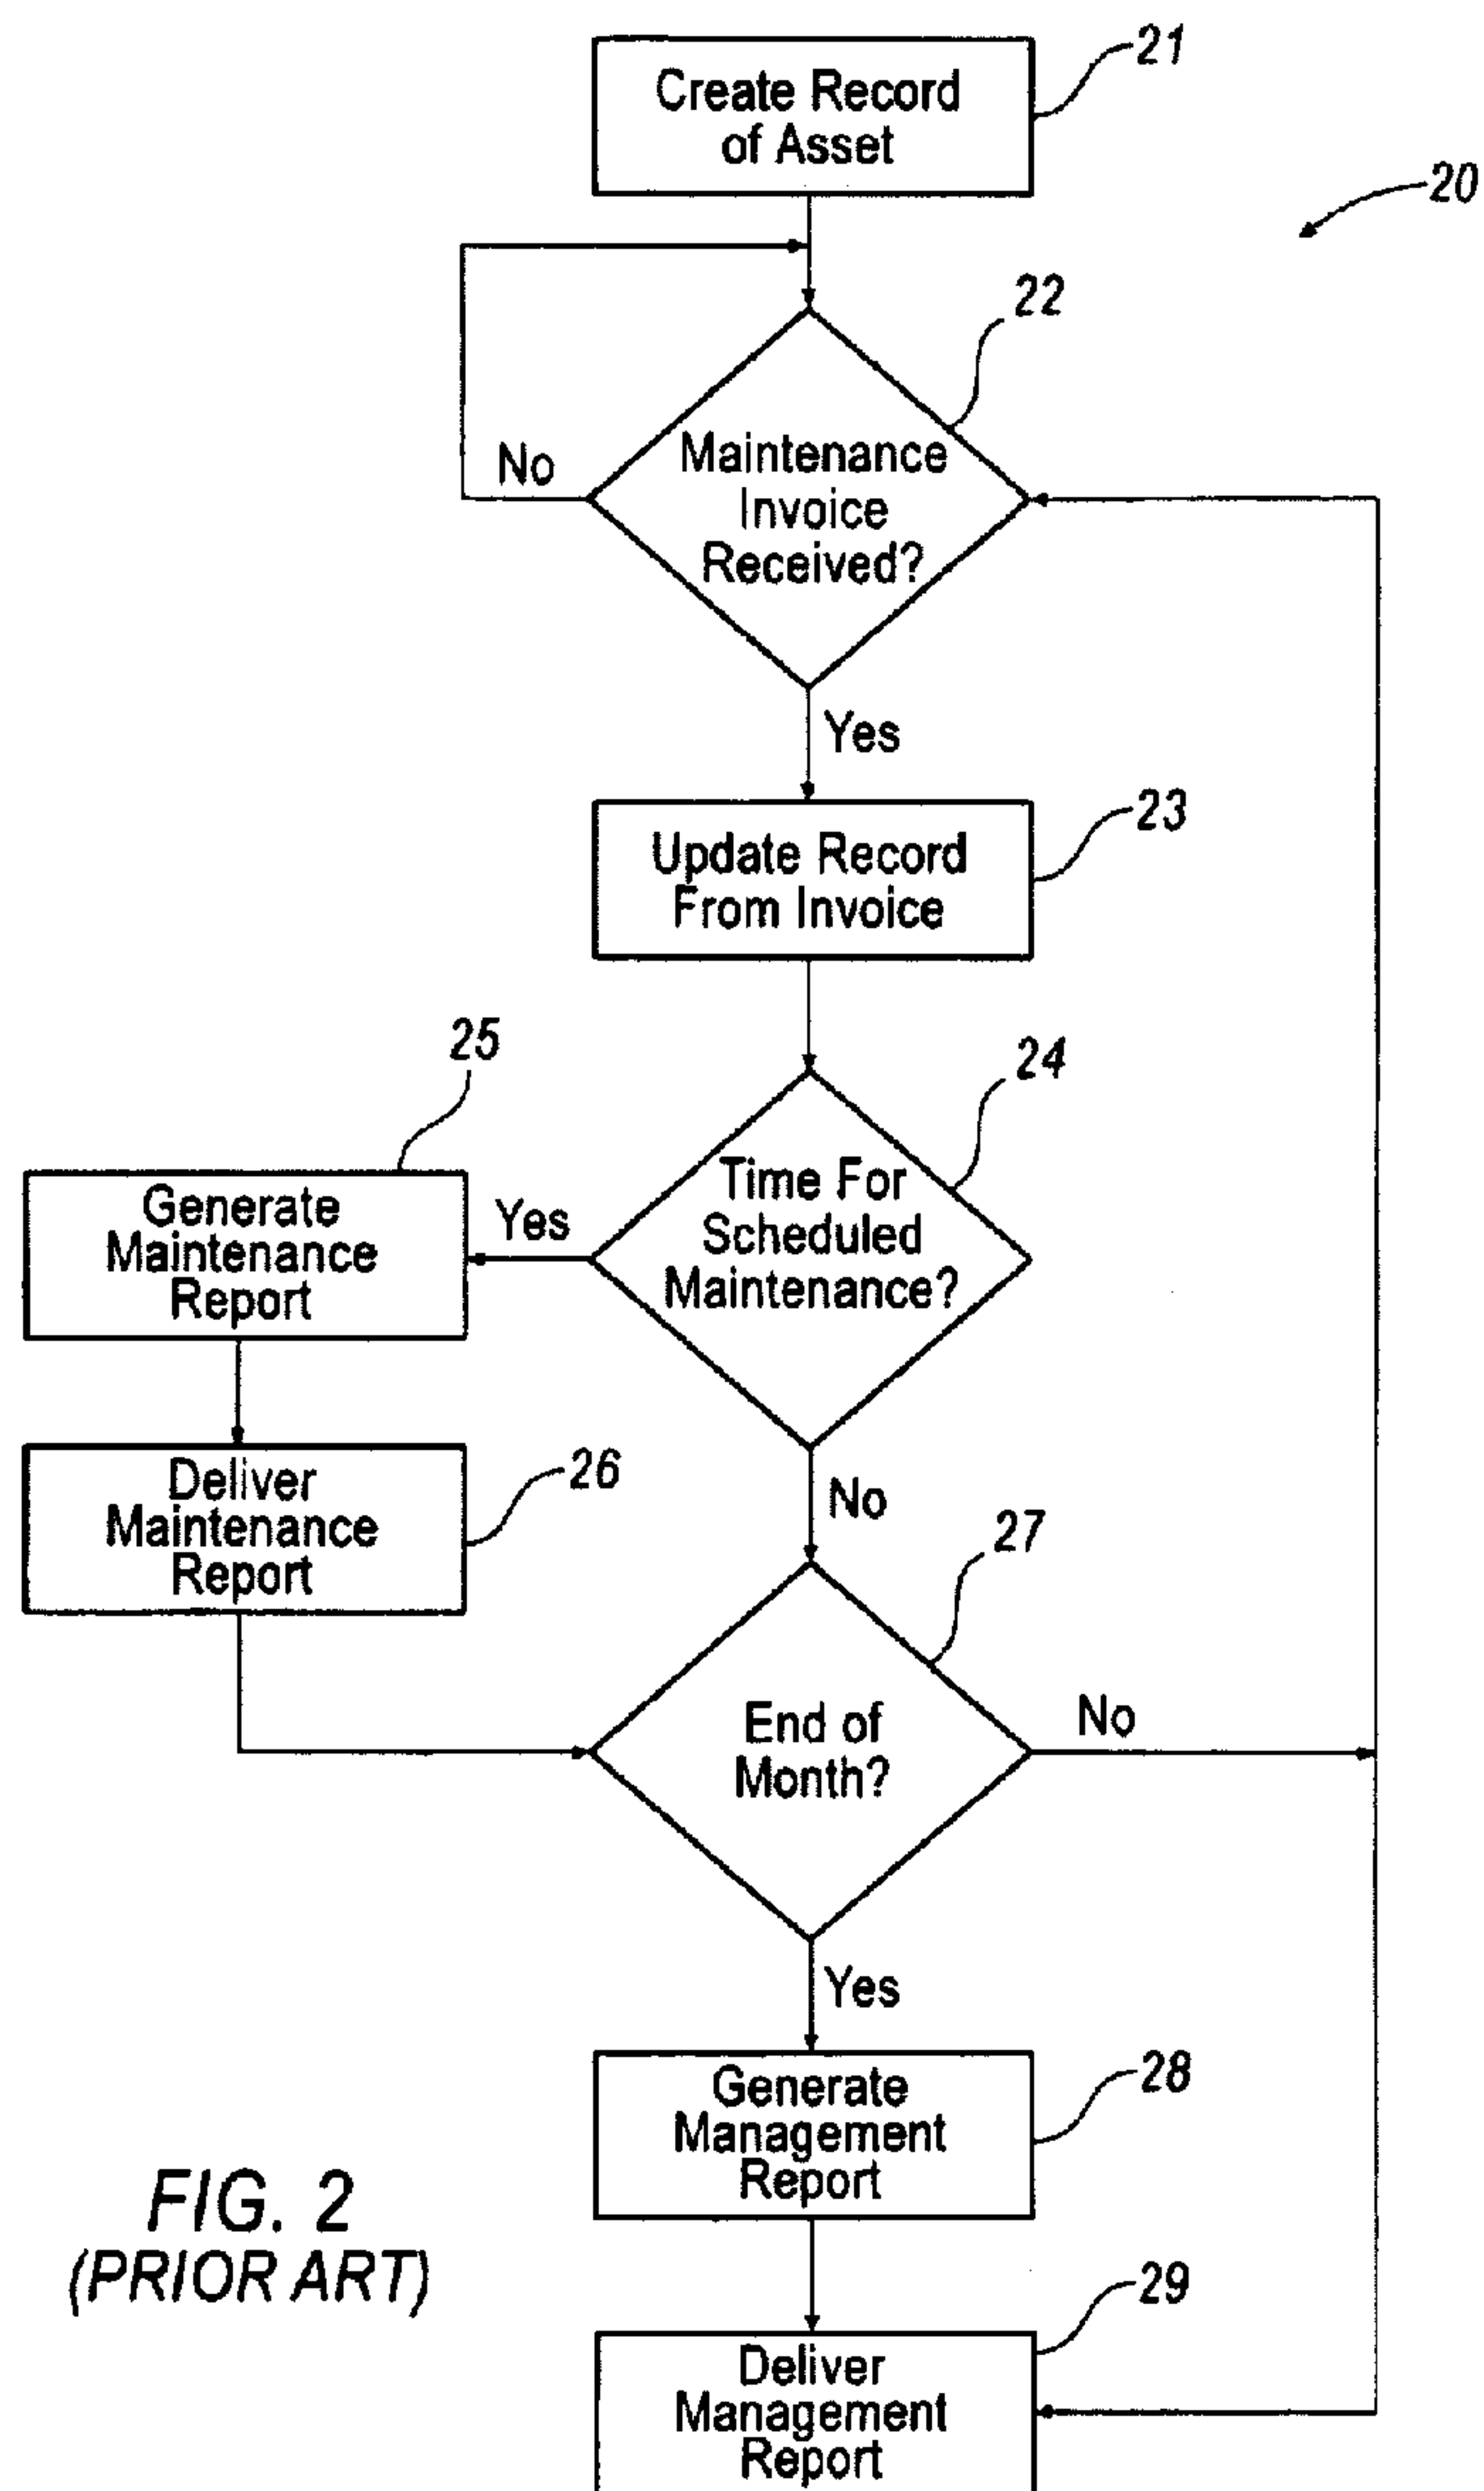 21
Create Record
of Asset
20
22
No
Maintenance
Invoice
Received?
Yes
23
Update Record
From Invoice
25
24
Generate
Maintenance
Report
Yes
Time For
Scheduled
Maintenance?
26
Deliver
Maintenance
Report
No
27
End of
Month?
No
Yes
28
Generate
Management
Report
FIG. 2
(PRIOR ART)
29
Deliver
Management
Report